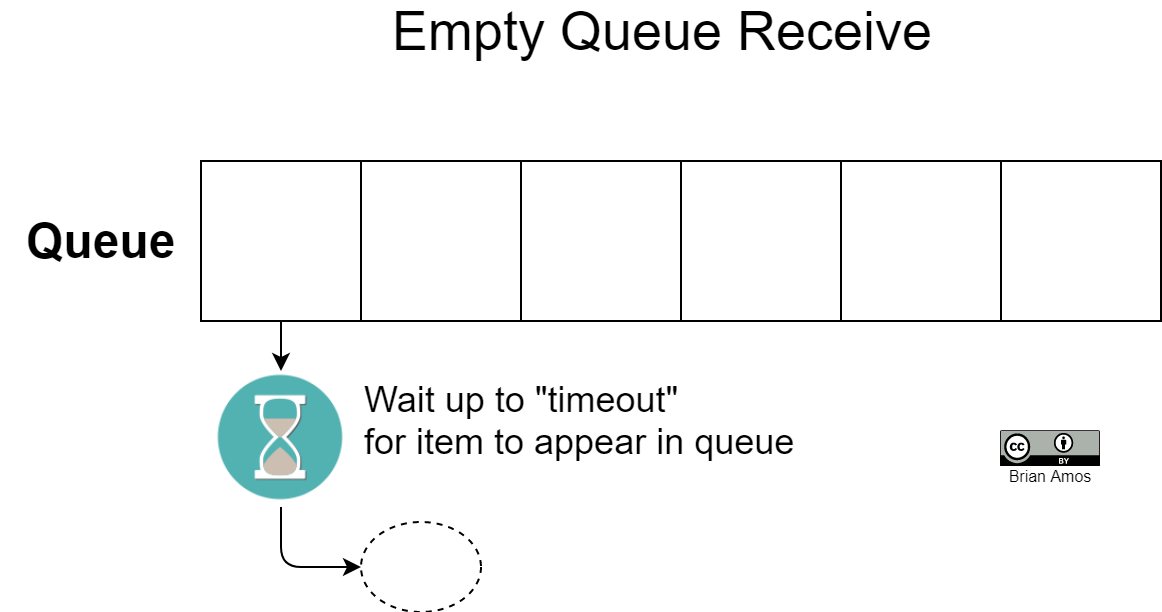 Empty Queue Receive
Queue
Wait up to "timeout"
for item to appear in queue
cc
BY
Brian Amos